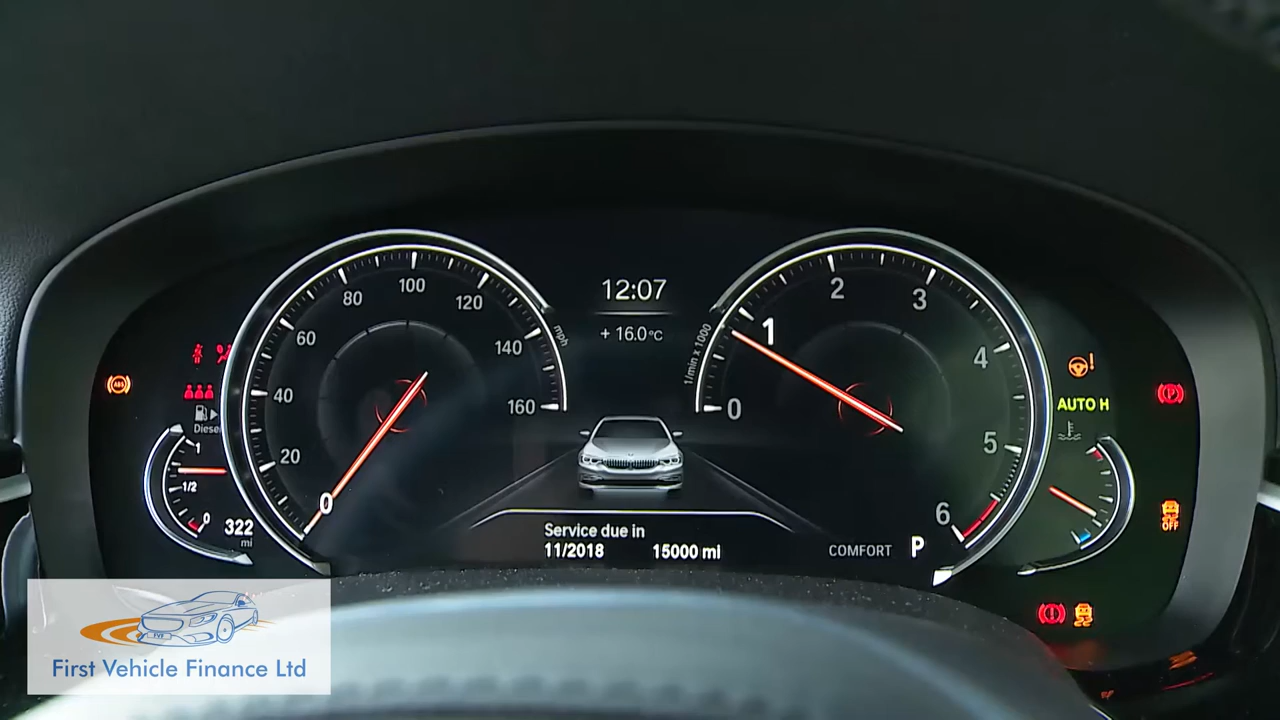 12:07
+ 16.0°C
20
40
60
80
100
120
140
160
0
mph
1/min x 1000
0
1
2
3
4
5
6
ABS
Diesel
1
1/2
0
322
mi
AUTO H
P
OFF
Service due in
11/2018 15000 mi
COMFORT P
FVF
First Vehicle Finance Ltd